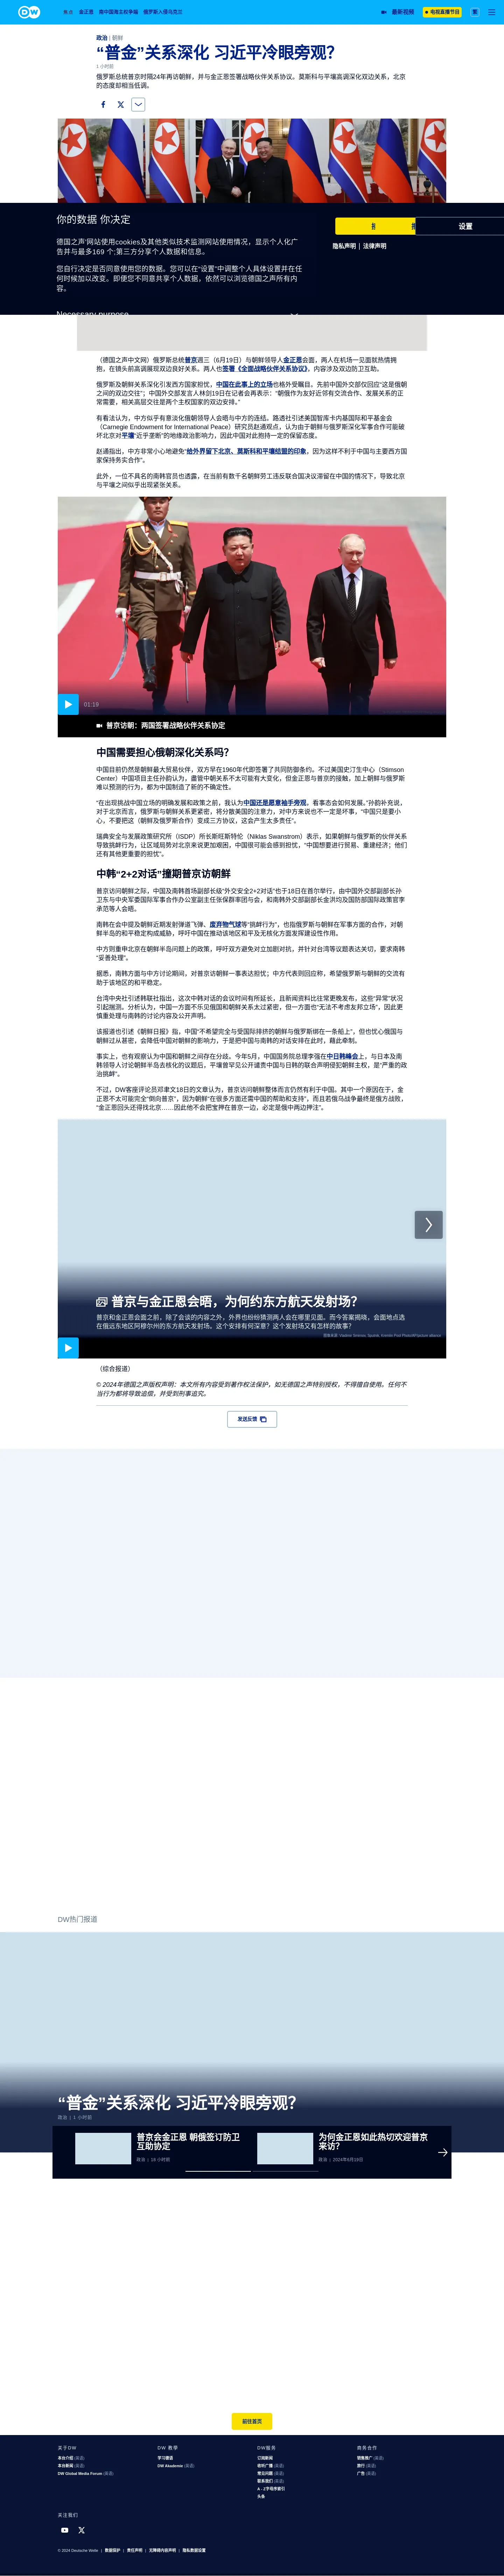 DW
焦点
金正恩
南中国海主权争端
俄罗斯入侵乌克兰
最新视频
电视直播节目
政治 | 朝鲜
“普金”关系深化 习近平冷眼旁观？
1 小时前
俄罗斯总统普京时隔24年再访朝鲜，并与金正恩签署战略伙伴关系协议。莫斯科与平壤高调深化双边关系，北京
的态度却相当低调。
你的数据 你决定
德国之声'网站使用cookies及其他类似技术监测网站使用情况，显示个人化广
告并与最多169 个;第三方分享个人数据和信息。
您自行决定是否同意使用您的数据。您可以在"设置"中调整个人具体设置并在任
何时候加以改变。即便您不同意并享个人数据，依然可以浏览德国之声所有内
容。
Necessary purpose
设置
隐私声明 | 法律声明
（德国之声中文网）俄罗斯总统普京週三（6月19日）与朝鲜领导人金正恩会面，两人在机场一见面就热情拥
抱，在镜头前高调展现双边良好关系。两人也签署《全面战略伙伴关系协议》，内容涉及双边防卫互助。
俄罗斯及朝鲜关系深化引发西方国家担忧，中国在此事上的立场也格外受瞩目。先前中国外交部仅回应“这是俄朝
之间的双边交往”；中国外交部发言人林剑19日在记者会再表示：“朝俄作为友好近邻有交流合作、发展关系的正
常需要，相关高层交往是两个主权国家的双边安排。”
有看法认为，中方似乎有意淡化俄朝领导人会晤与中方的连结。路透社引述美国智库卡内基国际和平基金会
（Carnegie Endowment for International Peace）研究员赵通观点，认为由于朝鲜与俄罗斯深化军事合作可能破
坏北京对平壤“近乎垄断”的地缘政治影响力，因此中国对此抱持一定的保留态度。
赵通指出，中方非常小心地避免“给外界留下北京、莫斯科和平壤结盟的印象，因为这样不利于中国与主要西方国
家保持务实合作”。
此外，一位不具名的南韩官员也透露，在当前有数千名朝鲜劳工违反联合国决议滞留在中国的情况下，导致北京
与平壤之间似乎出现紧张关系。
01:19
普京访朝：两国签署战略伙伴关系协定
中国需要担心俄朝深化关系吗？
中国目前仍然是朝鲜最大贸易伙伴，双方早在1960年代即签署了共同防御条约。不过美国史汀生中心（Stimson
Center）中国项目主任孙韵认为，盡管中朝关系不太可能有大变化，但金正恩与普京的接触，加上朝鲜与俄罗斯
难以预测的行为，都为中国制造了新的不确定性。
“在出现挑战中国立场的明确发展和政策之前，我认为中国还是愿意袖手旁观，看事态会如何发展。”孙韵补充说，
对于北京而言，俄罗斯与朝鲜关系更紧密，将分散美国的注意力，对中方来说也不一定是坏事，“中国只是要小
心，不要把这（朝鲜及俄罗斯合作）变成三方协议，这会产生太多责任”。
瑞典安全与发展政策研究所（ISDP）所长斯旺斯特伦（Niklas Swanstrom）表示，如果朝鲜与俄罗斯的伙伴关系
导致挑衅行为，让区域局势对北京来说更加艰困，中国很可能会感到担忧，“中国想要进行贸易、重建经济；他们
还有其他更重要的担忧”。
中韩“2+2对话”撞期普京访朝鲜
普京访问朝鲜之际，中国及南韩首场副部长级“外交安全2+2对话”也于18日在首尔举行，由中国外交部副部长孙
卫东与中央军委国际军事合作办公室副主任张保群率团与会，和南韩外交部副部长金洪均及国防部国际政策官李
承范等人会晤。
南韩在会中提及朝鲜近期发射弹道飞弹、废弃物气球等“挑衅行为”，也指俄罗斯与朝鲜在军事方面的合作，对朝
鲜半岛的和平稳定构成威胁，呼吁中国在推动该地区和平及无核化方面发挥建设性作用。
中方则重申北京在朝鲜半岛问题上的政策，呼吁双方避免对立加剧对抗，并针对台湾等议题表达关切，要求南韩
“妥善处理”。
据悉，南韩方面与中方讨论期间，对普京访朝鲜一事表达担忧；中方代表则回应称，希望俄罗斯与朝鲜的交流有
助于该地区的和平稳定。
台湾中央社引述韩联社指出，这次中韩对话的会议时间有所延长，且新闻资料比往常更晚发布，这些“异常”状况
引起揣测。分析认为，中国一方面不乐见俄国和朝鲜关系太过紧密，但一方面也“无法不考虑友邦立场”，因此更
慎重处理与南韩的讨论内容及公开声明。
该报道也引述《朝鲜日报》指，中国“不希望完全与受国际排挤的朝鲜与俄罗斯绑在一条船上”，但也忧心俄国与
朝鲜过从甚密，会降低中国对朝鲜的影响力，于是把中国与南韩的对话安排在此时，藉此牵制。
事实上，也有观察认为中国和朝鲜之间存在分歧。今年5月，中国国务院总理李强在中日韩峰会上，与日本及南
韩领导人讨论朝鲜半岛去核化的议题后，平壤曾罕见公开谴责中国与日韩的联合声明侵犯朝鲜主权，是“严重的政
治挑衅”。
不过，DW客座评论员邓聿文18日的文章认为，普京访问朝鲜整体而言仍然有利于中国。其中一个原因在于，金
正恩不太可能完全“倒向普京”，因为朝鲜“在很多方面还需中国的帮助和支持”，而且若俄乌战争最终是俄方战败，
“金正恩回头还得找北京……因此他不会把宝押在普京一边，必定是俄中两边押注”。
普京与金正恩会晤，为何约东方航天发射场？
普京和金正恩会面之前，除了会谈的内容之外，外界也纷纷猜测两人会在哪里见面。而今答案揭晓，会面地点选
在俄远东地区阿穆尔州的东方航天发射场。这个安排有何深意？这个发射场又有怎样的故事？
图像来源: Vladimir Smirnov, Sputnik, Kremlin Pool Photo/AP/picture alliance
（综合报道）
© 2024年德国之声版权声明：本文所有内容受到著作权法保护，如无德国之声特别授权，不得擅自使用。任何不
当行为都将导致追偿，并受到刑事追究。
发送反馈
DW热门报道
“普金”关系深化 习近平冷眼旁观？
政治 | 1 小时前
普京会金正恩 朝俄签订防卫
互助协定
政治 | 18 小时前
为何金正恩如此热切欢迎普京
来访？
政治 | 2024年6月19日
前往首页
关于DW
本台介绍 (英语)
本台新闻 (英语)
DW Global Media Forum (英语)
DW 教學
学习德语
DW Akademie (英语)
DW服务
订阅新闻
收听广播 (英语)
常见问题 (英语)
联系我们 (英语)
A - Z字母序索引
头条
商务合作
销售推广 (英语)
旅行 (英语)
广告 (英语)
关注我们
© 2024 Deutsche Welle | 数据保护 | 责任声明 | 无障碍内容声明 | 隐私数据设置